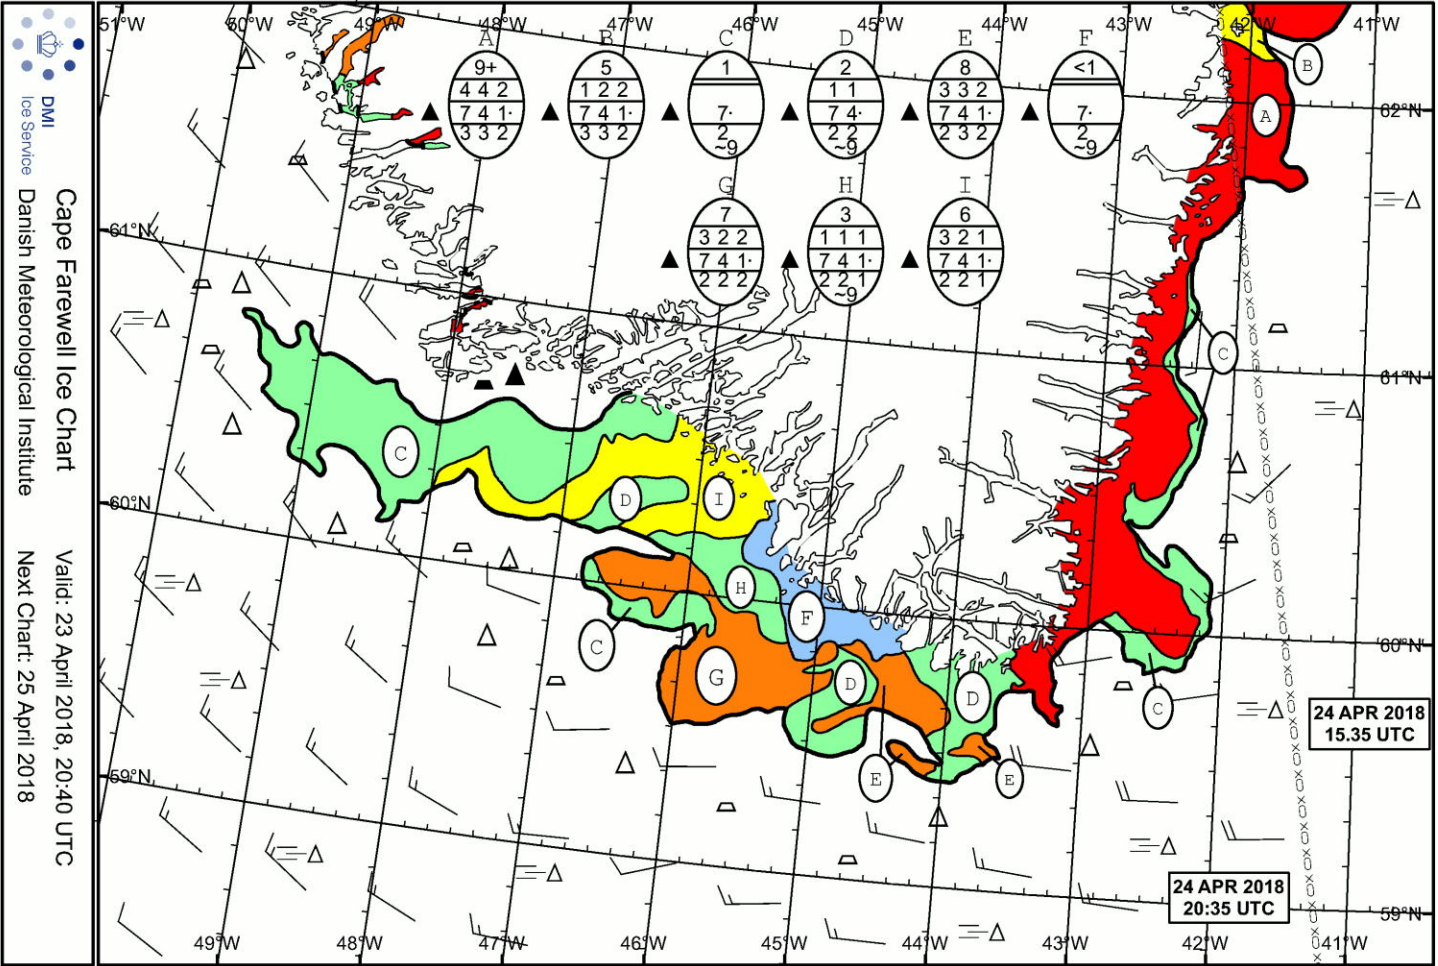 DMI
Ice Service
Cape Farewell Ice Chart
Danish Meteorological Institute
Valid: 23 April 2018, 20:40 UTC
Next Chart: 25 April 2018
51°W 50°W 49°W 48°W 47°W 46°W 45°W 44°W 43°W 42°W 41°W
A B C D E F
9+
4 4 2
7 4 1·
3 3 2
5
1 2 2
7 4 1·
3 3 2
1
7·
2
~9
2
1 1
7 4·
2 2
~9
8
3 3 2
7 4 1·
2 3 2
<1
7·
2
~9
G H I
7
3 2 2
7 4 1·
2 2 2
3
1 1 1
7 4 1·
2 2 1
~9
6
3 2 1
7 4 1·
2 2 1
B
A
62°N
61°N
C
61°N
C
60°N
D
I
H
F
C
60°N
G
D
D
C
24 APR 2018
15.35 UTC
59°N
E
E
24 APR 2018
20:35 UTC
59°N
49°W 48°W 47°W 46°W 45°W 44°W 43°W 42°W 41°W